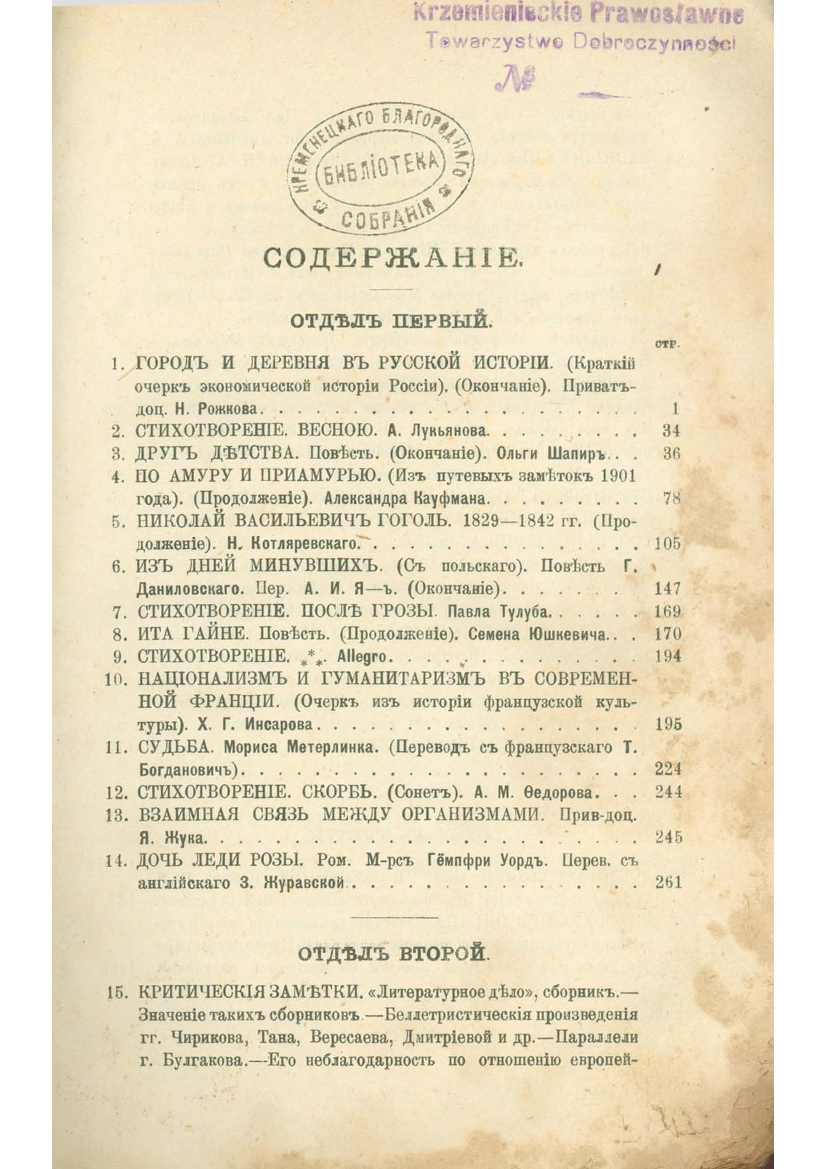 Krzemienieckie Prawosławne
Towarzystwo Dobroczynności
№
КРЕМЕНЕЦКАГО БЛАГОРОДНАГО
БИБЛІОТЕКА
СОБРАНІЯ
СОДЕРЖАНІЕ.
ОТДѢЛЪ ПЕРВЫЙ.
СТР.
1. ГОРОДЪ И ДЕРЕВНЯ ВЪ РУССКОЙ ИСТОРІИ. (Краткій
очеркъ экономической исторіи Россіи). (Окончаніе). Приватъ-
доц. Н. Рожкова. . . . . . . . . . . . . . . . . . . . 1
2. СТИХОТВОРЕНІЕ. ВЕСНОЮ. А. Лукьянова. . . . . . . . . 34
3. ДРУГЪ ДѢТСТВА. Повѣсть. (Окончаніе). Ольги Шапиръ. . . 36
4. ПО АМУРУ И ПРИАМУРЬЮ. (Изъ путевыхъ замѣтокъ 1901
года). (Продолженіе). Александра Кауфмана. . . . . . . . . 78
5. НИКОЛАЙ ВАСИЛЬЕВИЧЪ ГОГОЛЬ. 1829—1842 гг. (Про-
долженіе). Н. Котляревскаго. . . . . . . . . . . . . . . 105
6. ИЗЪ ДНЕЙ МИНУВШИХЪ. (Съ польскаго). Повѣсть Г.
Даниловскаго. Пер. А. И. Я—ъ. (Окончаніе). . . . . . . 147
7. СТИХОТВОРЕНІЕ. ПОСЛѢ ГРОЗЫ. Павла Тулуба. . . . . . 169
8. ИТА ГАЙНЕ. Повѣсть. (Продолженіе). Семена Юшкевича. . . 170
9. СТИХОТВОРЕНІЕ. *** Allegro. . . . . . . . . . . . . 194
10. НАЦІОНАЛИЗМЪ И ГУМАНИТАРИЗМЪ ВЪ СОВРЕМЕН-
НОЙ ФРАНЦІИ. (Очеркъ изъ исторіи французской куль-
туры). Х. Г. Инсарова. . . . . . . . . . . . . . . . . 195
11. СУДЬБА. Мориса Метерлинка. (Переводъ съ французскаго Т.
Богдановичъ). . . . . . . . . . . . . . . . . . . . . 224
12. СТИХОТВОРЕНІЕ. СКОРБЬ. (Сонетъ). А. М. Ѳедорова. . . 244
13. ВЗАИМНАЯ СВЯЗЬ МЕЖДУ ОРГАНИЗМАМИ. Прив-доц.
Я. Жука. . . . . . . . . . . . . . . . . . . . . . . 245
14. ДОЧЬ ЛЕДИ РОЗЫ. Ром. М-рсъ Гёмпфри Уордъ. Перев. съ
англійскаго З. Журавской. . . . . . . . . . . . . . . . 261
ОТДѢЛЪ ВТОРОЙ.
15. КРИТИЧЕСКІЯ ЗАМѢТКИ. «Литературное дѣло», сборникъ.—
Значеніе такихъ сборниковъ.—Беллетристическія произведенія
гг. Чирикова, Тана, Вересаева, Дмитріевой и др.—Параллели
г. Булгакова.—Его неблагодарность по отношенію европей-